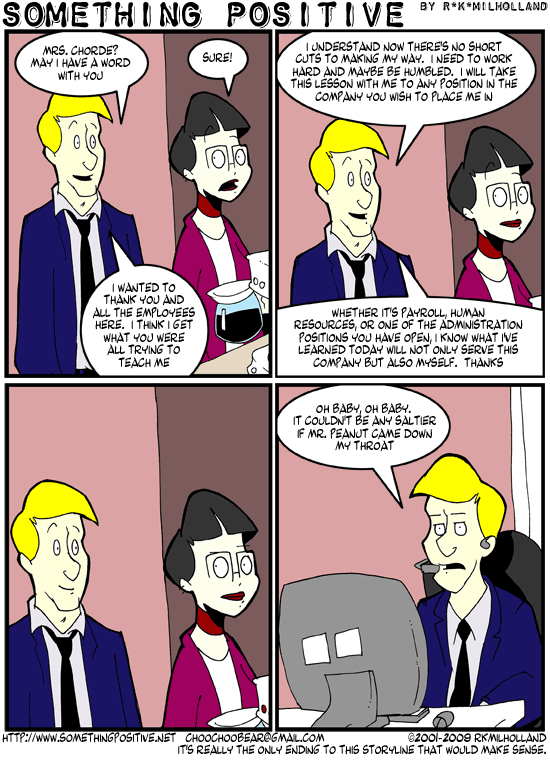 SOMETHING POSITIVE
BY R*K*MILHOLLAND
MRS. CHORDE?
MAY I HAVE A WORD
WITH YOU
SURE!
I WANTED TO
THANK YOU AND
ALL THE EMPLOYEES
HERE. I THINK I GET
WHAT YOU WERE
ALL TRYING TO
TEACH ME
I UNDERSTAND NOW THERE'S NO SHORT
CUTS TO MAKING MY WAY. I NEED TO WORK
HARD AND MAYBE BE HUMBLED. I WILL TAKE
THIS LESSON WITH ME TO ANY POSITION IN THE
COMPANY YOU WISH TO PLACE ME IN
WHETHER IT'S PAYROLL, HUMAN
RESOURCES, OR ONE OF THE ADMINISTRATION
POSITIONS YOU HAVE OPEN, I KNOW WHAT IVE
LEARNED TODAY WILL NOT ONLY SERVE THIS
COMPANY BUT ALSO MYSELF. THANKS
OH BABY, OH BABY.
IT COULDN'T BE ANY SALTIER
IF MR. PEANUT CAME DOWN
MY THROAT
HTTP://WWW.SOMETHINGPOSITIVE.NET CHOOCHOOBEAR@GMAIL.COM ©2001-2009 RKMILHOLLAND
IT'S REALLY THE ONLY ENDING TO THIS STORYLINE THAT WOULD MAKE SENSE.